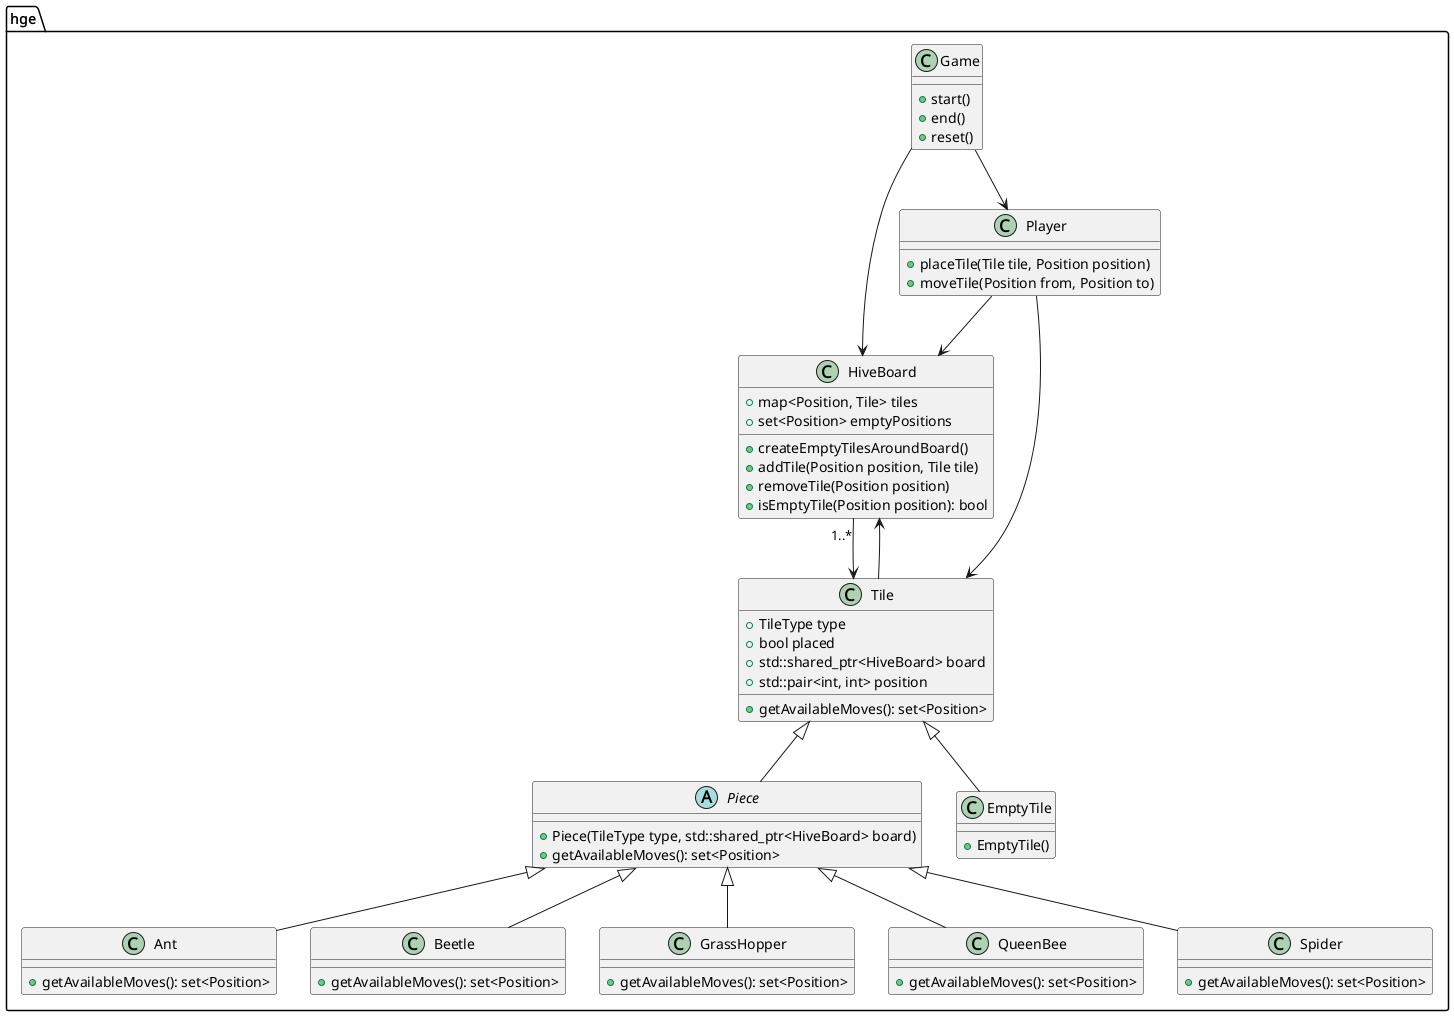 hge
Game
start()
end()
reset()
Player
placeTile(Tile tile, Position position)
moveTile(Position from, Position to)
HiveBoard
map<Position, Tile> tiles
set<Position> emptyPositions
createEmptyTilesAroundBoard()
addTile(Position position, Tile tile)
removeTile(Position position)
isEmptyTile(Position position): bool
1..*
Tile
TileType type
bool placed
std::shared_ptr<HiveBoard> board
std::pair<int, int> position
getAvailableMoves(): set<Position>
A Piece
Piece(TileType type, std::shared_ptr<HiveBoard> board)
getAvailableMoves(): set<Position>
C EmptyTile
EmptyTile()
C Ant
getAvailableMoves(): set<Position>
C Beetle
getAvailableMoves(): set<Position>
C GrassHopper
getAvailableMoves(): set<Position>
C QueenBee
getAvailableMoves(): set<Position>
C Spider
getAvailableMoves(): set<Position>